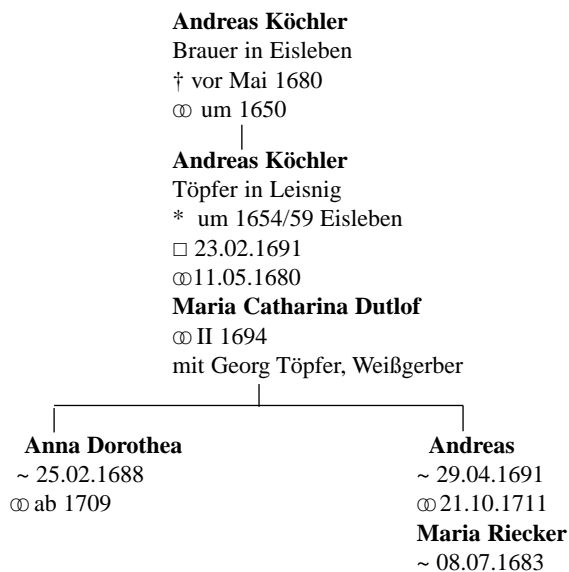 Andreas Köchler
Brauer in Eisleben
† vor Mai 1680
⚭ um 1650
Andreas Köchler
Töpfer in Leisnig
* um 1654/59 Eisleben
□ 23.02.1691
⚭11.05.1680
Maria Catharina Dutlof
⚭ II 1694
mit Georg Töpfer, Weißgerber
Anna Dorothea
~ 25.02.1688
⚭ ab 1709
Andreas
~ 29.04.1691
⚭ 21.10.1711
Maria Riecker
~ 08.07.1683